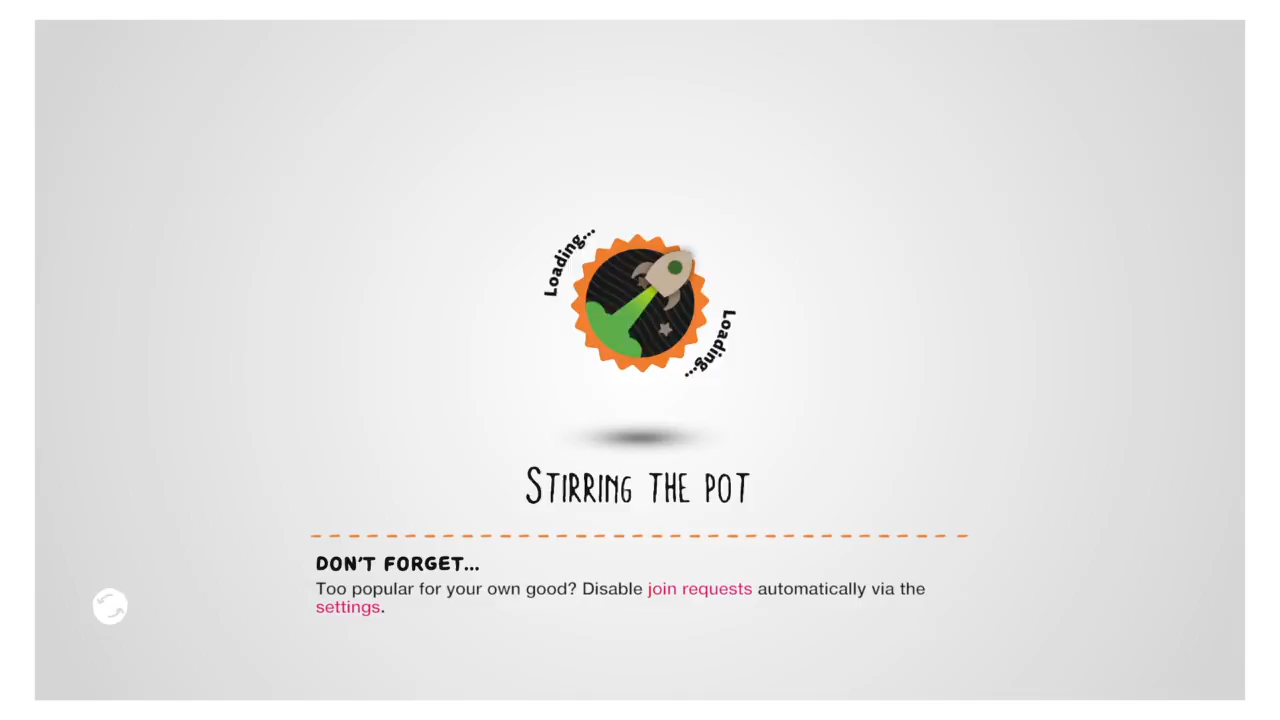 Loading...
Loading...
STIRRING THE POT
DON'T FORGET...
Too popular for your own good? Disable join requests automatically via the
settings.